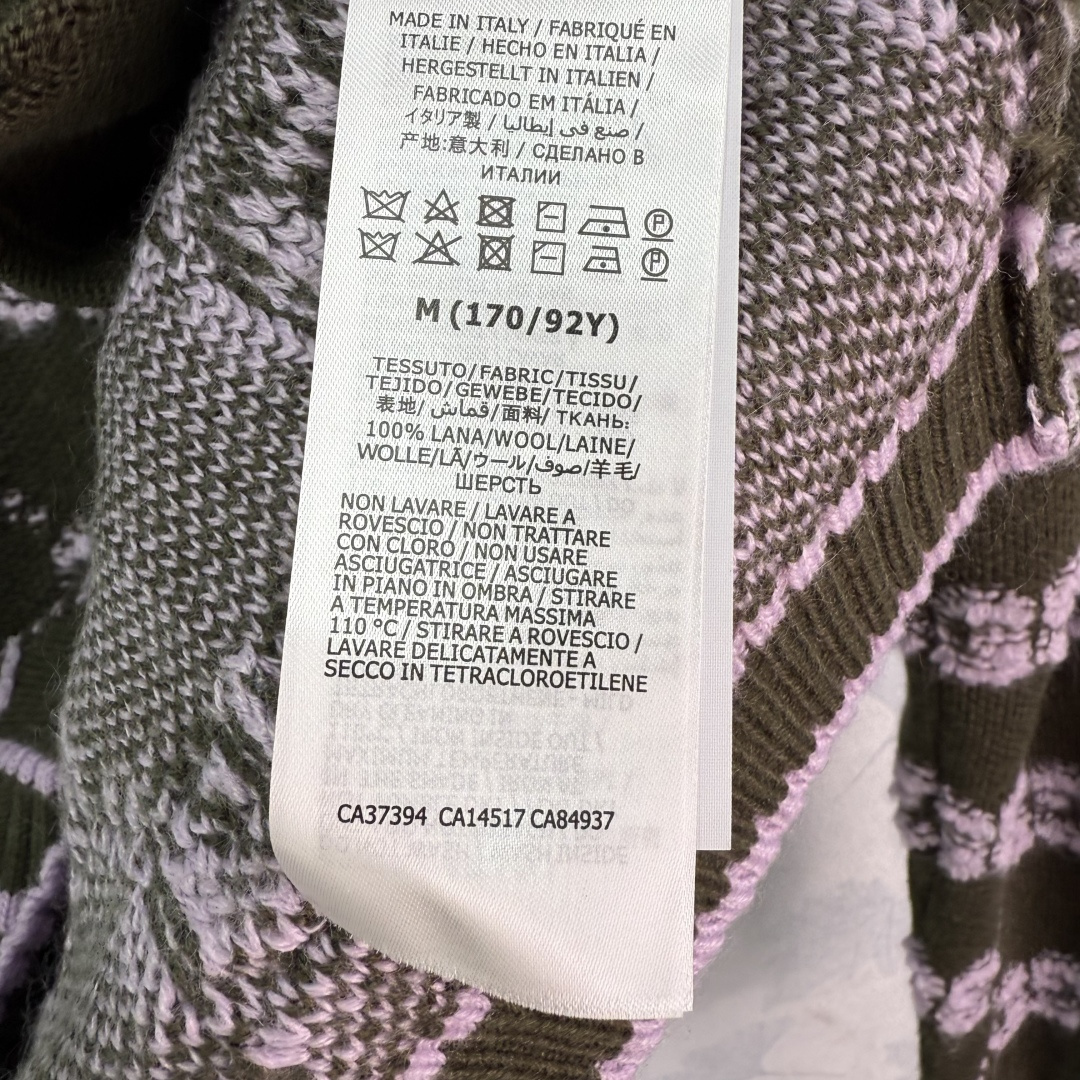 MADE IN ITALY / FABRIQUÉ EN
ITALIE / HECHO EN ITALIA /
HERGESTELLT IN ITALIEN /
FABRICADO EM ITÁLIA /
イタリア製 / صنع في إيطاليا /
产地:意大利 / СДЕЛАНО В
ИТАЛИИ
M (170/92Y)
TESSUTO/FABRIC/TISSU/
TEJIDO/GEWEBE/TECIDO/
表地/ قماش/面料/ ТКАНЬ:
100% LANA/WOOL/LAINE/
WOLLE/LÃ/ウール/صوف/羊毛/
ШЕРСТЬ
NON LAVARE / LAVARE A
ROVESCIO / NON TRATTARE
CON CLORO / NON USARE
ASCIUGATRICE / ASCIUGARE
IN PIANO IN OMBRA / STIRARE
A TEMPERATURA MASSIMA
110 °C / STIRARE A ROVESCIO /
LAVARE DELICATAMENTE A
SECCO IN TETRACLOROETILENE
CA37394 CA14517 CA84937